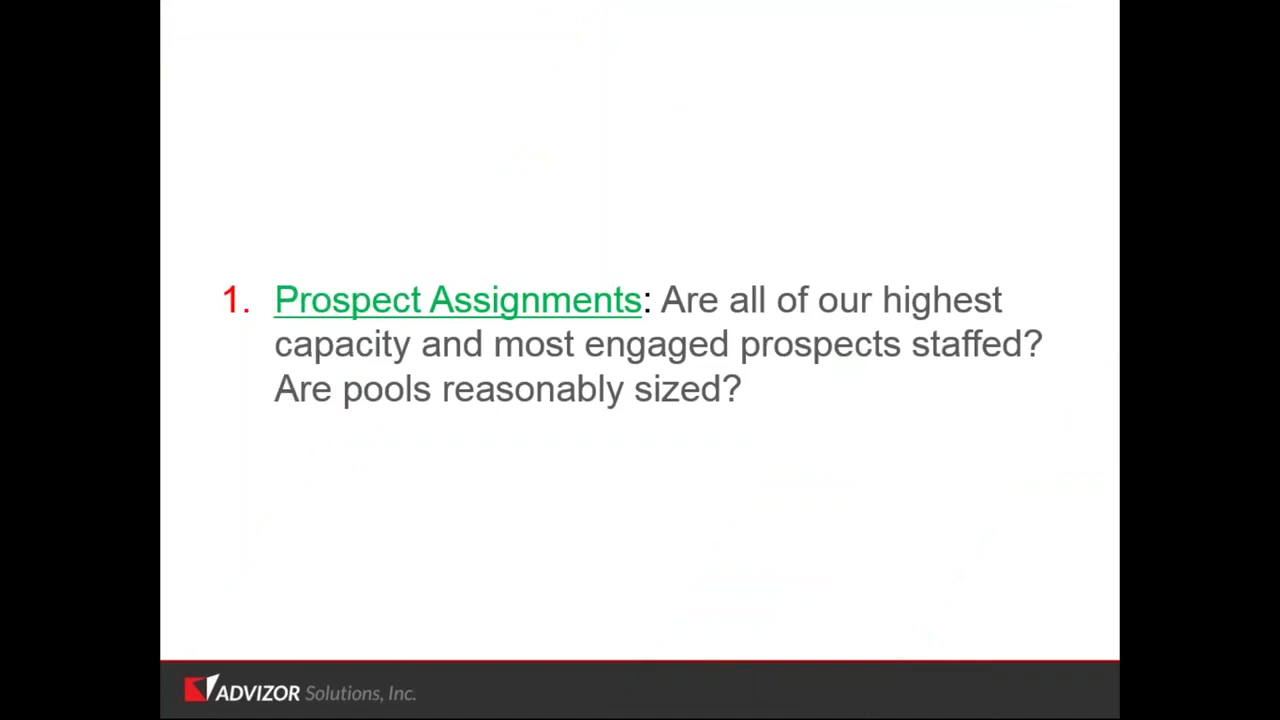 1. Prospect Assignments: Are all of our highest
capacity and most engaged prospects staffed?
Are pools reasonably sized?
ADVIZOR Solutions, Inc.